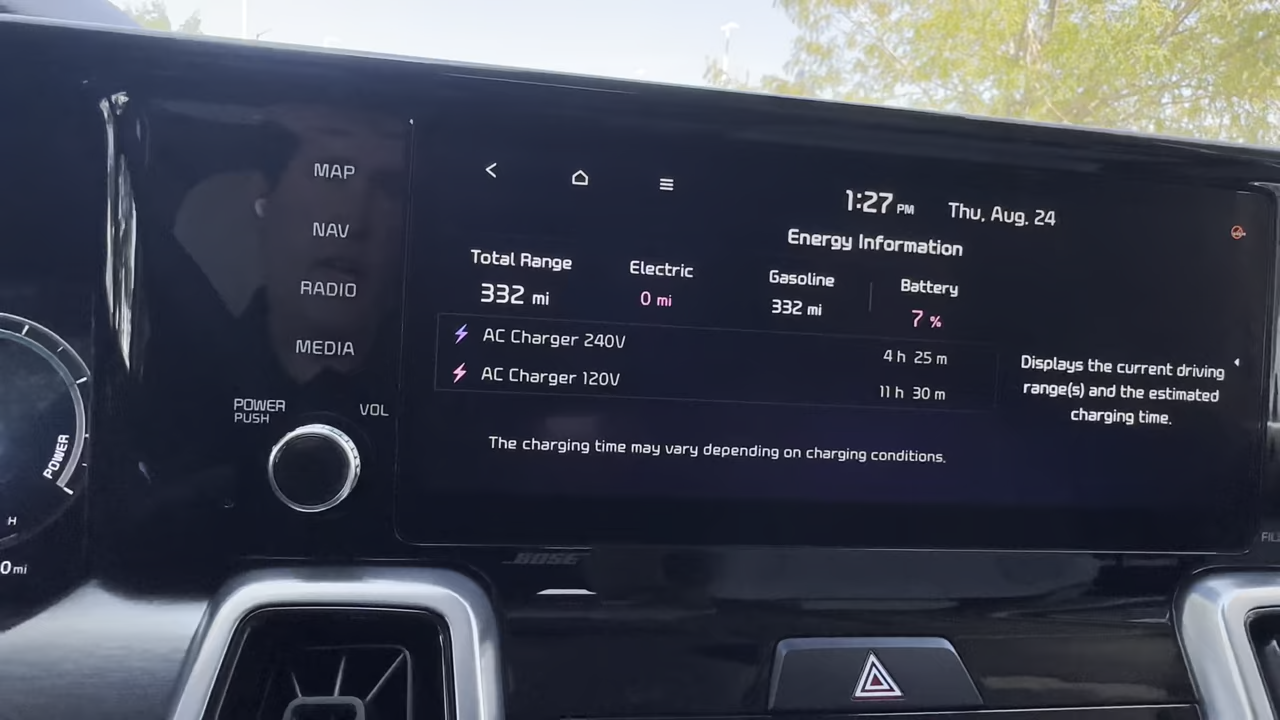 MAP
NAV
RADIO
MEDIA
POWER
PUSH
VOL
1:27 PM Thu, Aug. 24
Energy Information
Total Range Electric Gasoline Battery
332 mi 0 mi 332 mi 7 %
AC Charger 240V 4 h 25 m
AC Charger 120V 11 h 30 m
Displays the current driving
range(s) and the estimated
charging time.
The charging time may vary depending on charging conditions.
POWER
H
0 mi
BOSE